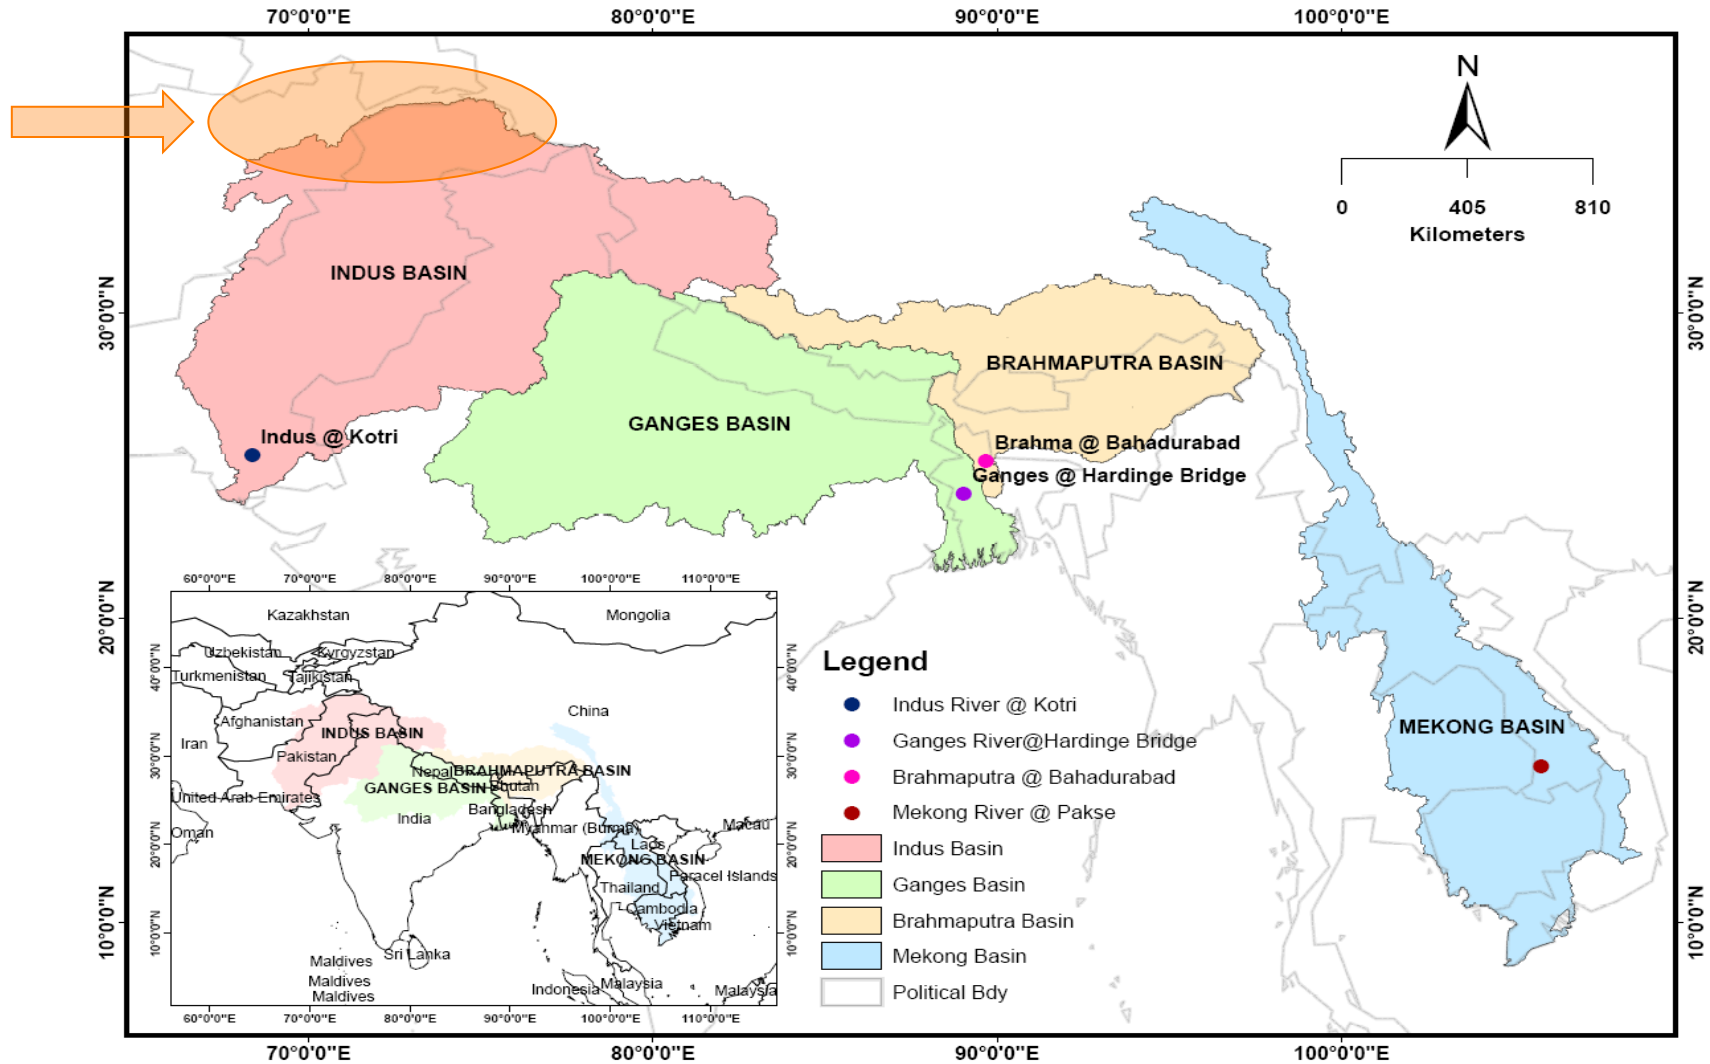 70°0'0"E 80°0'0"E 90°0'0"E 100°0'0"E
N
0 405 810
Kilometers
30°0'0"N
30°0'0"N
INDUS BASIN
BRAHMAPUTRA BASIN
GANGES BASIN
Indus @ Kotri
Brahma @ Bahadurabad
Ganges @ Hardinge Bridge
20°0'0"N
20°0'0"N
MEKONG BASIN
10°0'0"N
10°0'0"N
60°0'0"E 70°0'0"E 80°0'0"E 90°0'0"E 100°0'0"E 110°0'0"E
Kazakhstan
Mongolia
Uzbekistan
Kyrgyzstan
40°0'0"N
40°0'0"N
Turkmenistan
Tajikistan
China
Afghanistan
INDUS BASIN
Iran
Pakistan
30°0'0"N
30°0'0"N
Nepal
BRAHMAPUTRA BASIN
GANGES BASIN
Bhutan
United Arab Emirates
Bangladesh
India
Myanmar (Burma)
Macau
Oman
20°0'0"N
20°0'0"N
Laos
MEKONG BASIN
Paracel Islands
Thailand
Cambodia
Vietnam
10°0'0"N
10°0'0"N
Sri Lanka
Maldives
Maldives
Maldives
Indonesia
Malaysia
Malaysia
60°0'0"E 70°0'0"E 80°0'0"E 90°0'0"E 100°0'0"E 110°0'0"E
Legend
Indus River @ Kotri
Ganges River@Hardinge Bridge
Brahmaputra @ Bahadurabad
Mekong River @ Pakse
Indus Basin
Ganges Basin
Brahmaputra Basin
Mekong Basin
Political Bdy
70°0'0"E 80°0'0"E 90°0'0"E 100°0'0"E